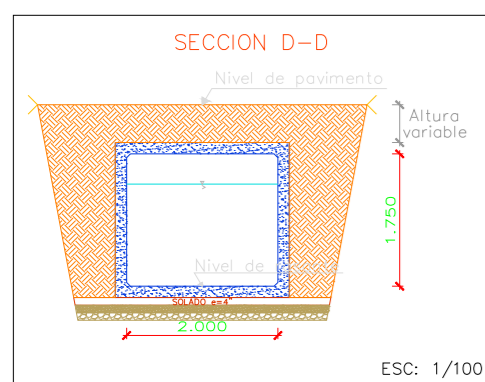 SECCION D-D
Nivel de pavimento
Altura
variable
1.750
Nivel de
SOLADO e=4"
2.000
ESC: 1/100